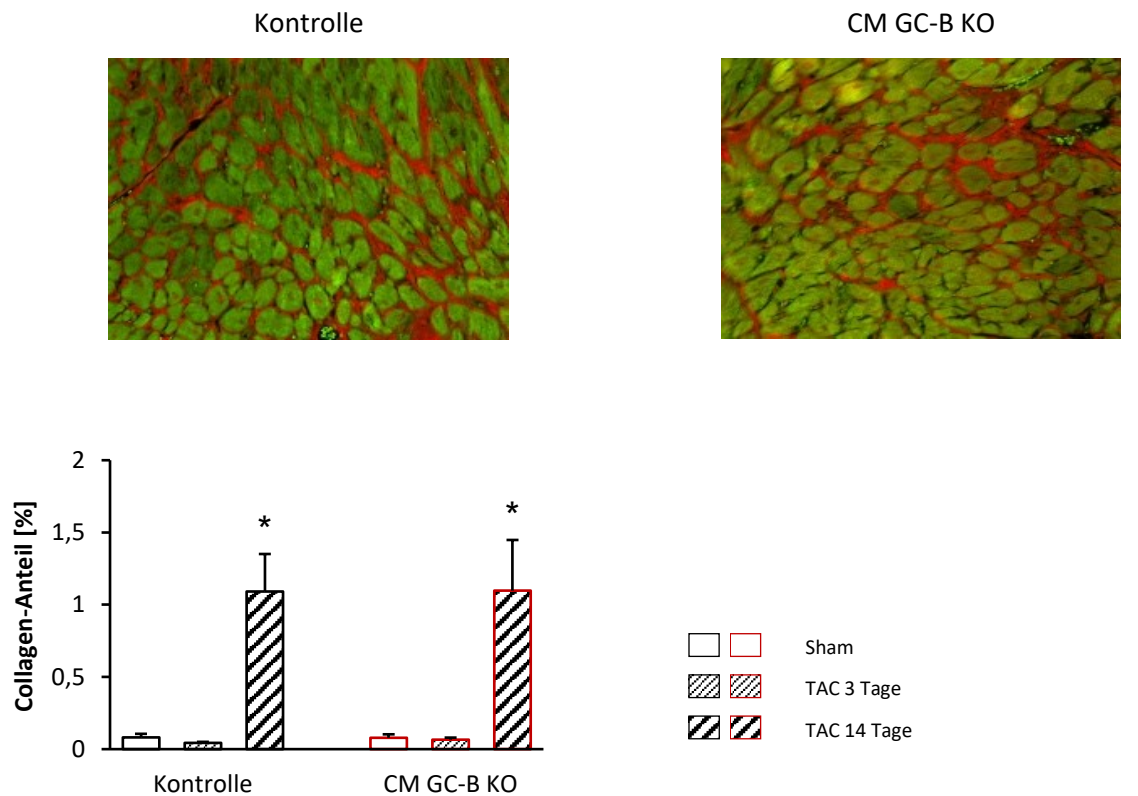 Kontrolle
CM GC-B KO
Collagen-Anteil [%]
2
1,5
1
0,5
0
*
*
Kontrolle
CM GC-B KO
Sham
TAC 3 Tage
TAC 14 Tage